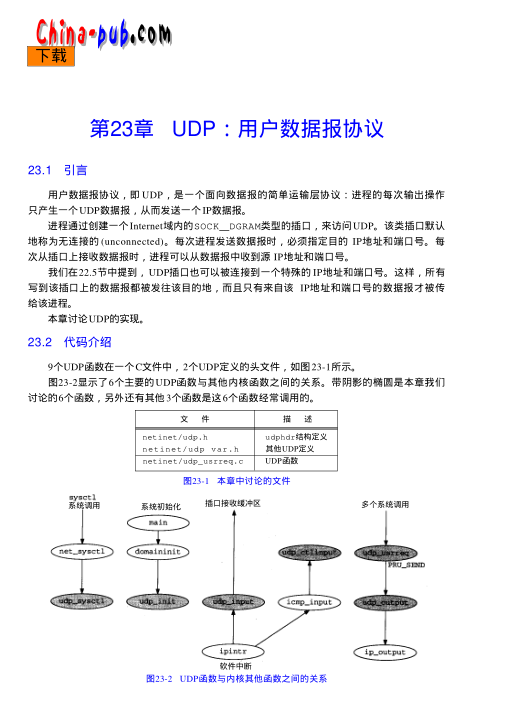 China-pub.com
下载
第23章 UDP：用户数据报协议
23.1 引言
用户数据报协议，即UDP，是一个面向数据报的简单运输层协议：进程的每次输出操作
只产生一个UDP数据报，从而发送一个IP数据报。
进程通过创建一个Internet域内的SOCK__DGRAM类型的插口，来访问UDP。该类插口默认
地称为无连接的(unconnected)。每次进程发送数据报时，必须指定目的 IP地址和端口号。每
次从插口上接收数据报时，进程可以从数据报中收到源 IP地址和端口号。
我们在22.5节中提到，UDP插口也可以被连接到一个特殊的IP地址和端口号。这样，所有
写到该插口上的数据报都被发往该目的地，而且只有来自该 IP地址和端口号的数据报才被传
给该进程。
本章讨论UDP的实现。
23.2 代码介绍
9个UDP函数在一个C文件中，2个UDP定义的头文件，如图23-1所示。
图23-2显示了6个主要的UDP函数与其他内核函数之间的关系。带阴影的椭圆是本章我们
讨论的6个函数，另外还有其他3个函数是这6个函数经常调用的。
文 件 描 述
netinet/udp.h udphdr结构定义
netinet/udp var.h 其他UDP定义
netinet/udp_usrreq.c UDP函数
图23-1 本章中讨论的文件
sysctl
系统调用 系统初始化 插口接收缓冲区 多个系统调用
main
net_sysctl domaininit udp_ctlinput udp_usrreq
PRU_SEND
udp_sysctl udp_init udp_input icmp_input udp_output
ipintr ip_output
软件中断
图23-2 UDP函数与内核其他函数之间的关系